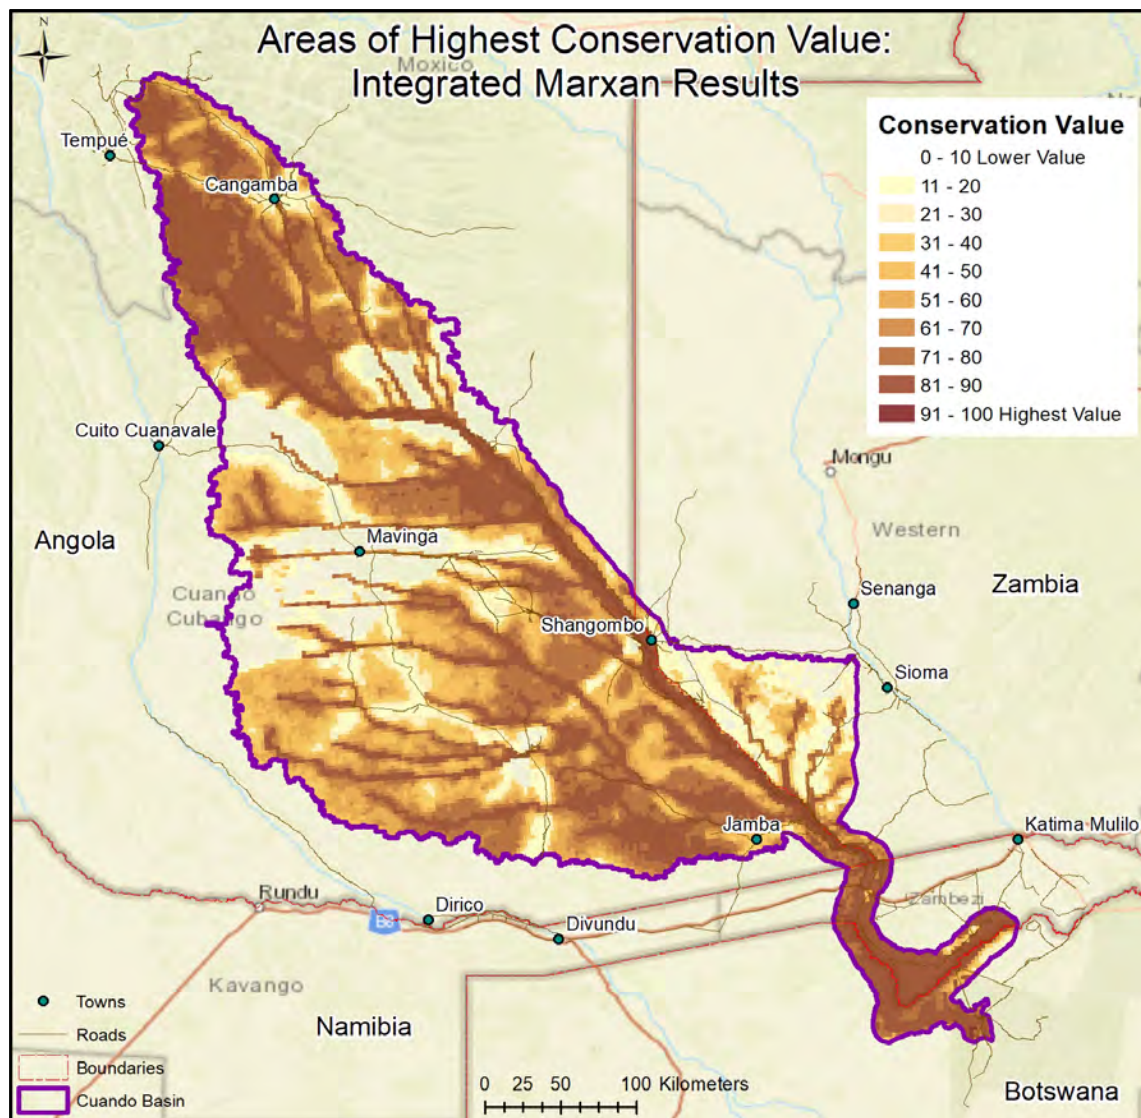 N
Areas of Highest Conservation Value:
Integrated Marxan Results
Moxico
Conservation Value
0 - 10 Lower Value
11 - 20
21 - 30
31 - 40
41 - 50
51 - 60
61 - 70
71 - 80
81 - 90
91 - 100 Highest Value
Tempué
Cangamba
Cuito Cuanavale
Mongu
Western
Angola
Mavinga
Zambia
Cuando
Cubango
Senanga
Shangombo
Sioma
Jamba
Katima Mulilo
Rundu
Zambezi
Dirico
B8
Divundu
Kavango
Namibia
Towns
Roads
Boundaries
Cuando Basin
0 25 50 100 Kilometers
Botswana